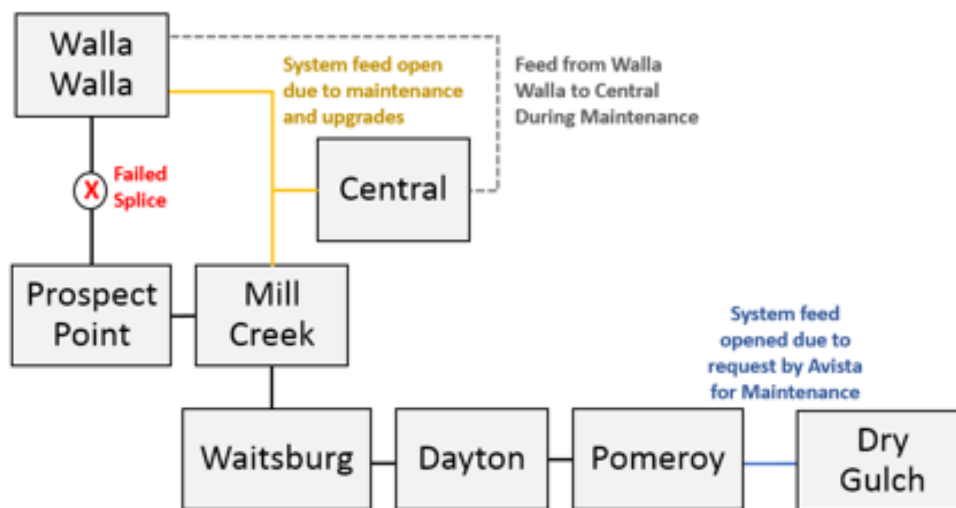 Walla
Walla
System feed open
due to maintenance
and upgrades
Feed from Walla
Walla to Central
During Maintenance
X
Failed
Splice
Central
Prospect
Point
Mill
Creek
System feed
opened due to
request by Avista
for Maintenance
Waitsburg
Dayton
Pomeroy
Dry
Gulch